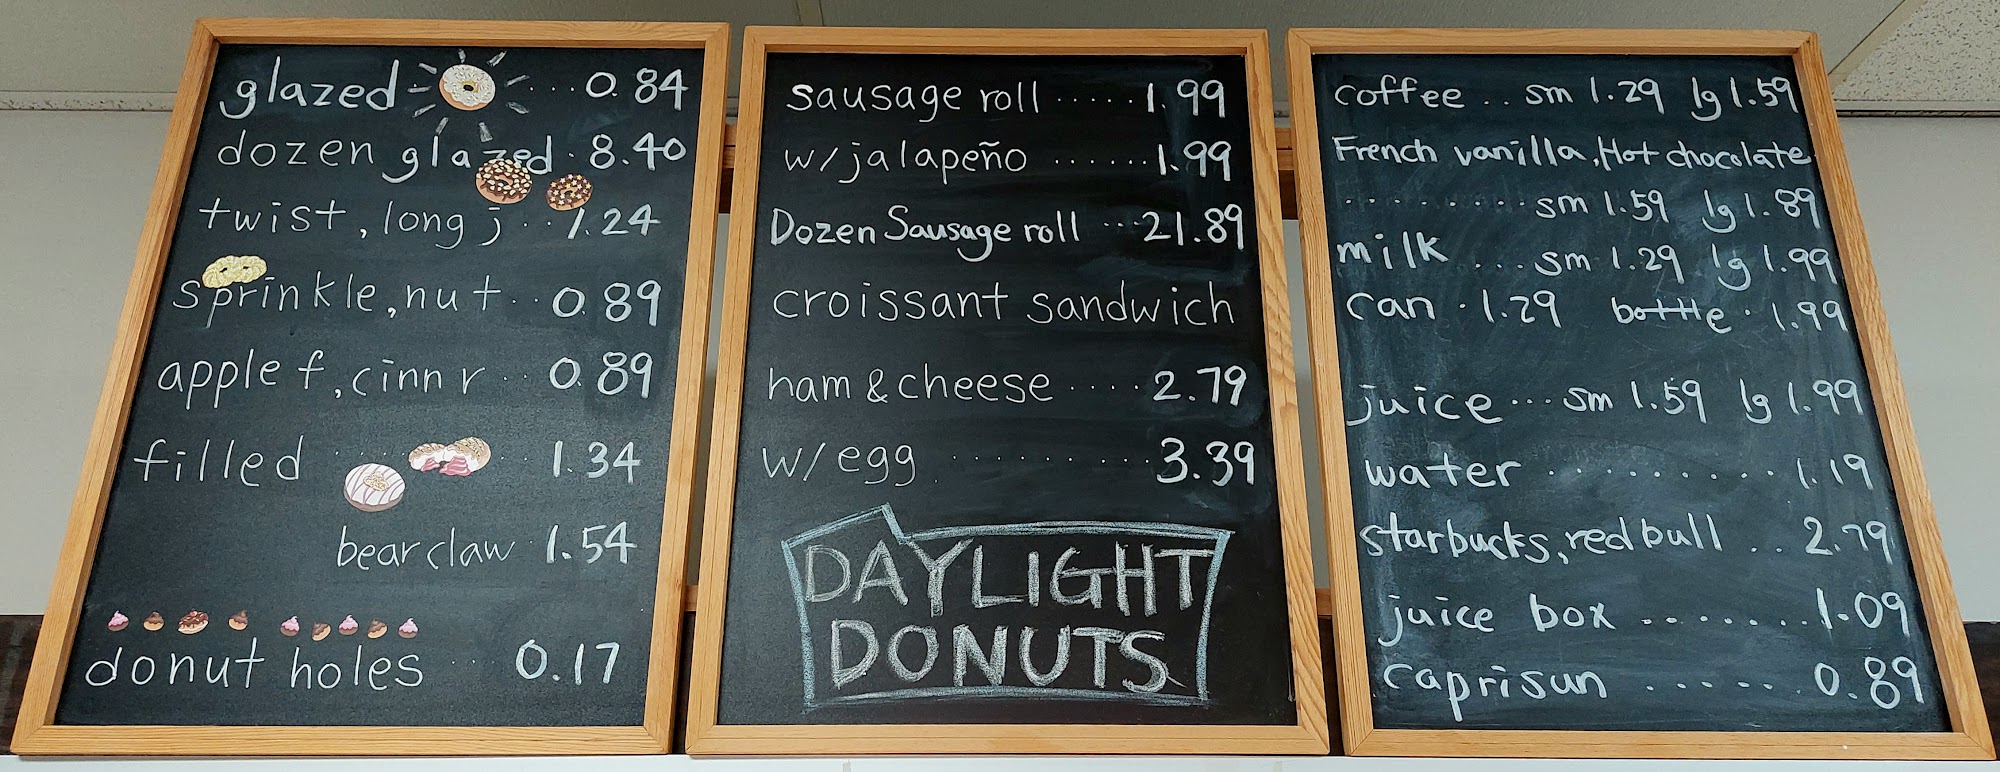 glazed ... 0.84
dozen glazed . 8.40
twist, long j .. 1.24
sprinkle, nut .. 0.89
apple f, cinn r .. 0.89
filled ... 1.34
bear claw . 1.54
donut holes ... 0.17
sausage roll ..... 1.99
w/jalapeño ...... 1.99
Dozen Sausage roll ... 21.89
croissant sandwich
ham & cheese .... 2.79
w/egg ....... 3.39
DAYLIGHT
DONUTS
coffee .. sm 1.29 lg 1.59
French vanilla, Hot chocolate
........ sm 1.59 lg 1.89
milk ... sm 1.29 lg 1.99
can . 1.29 bottle . 1.99
juice ... sm 1.59 lg 1.99
water ....... 1.19
starbucks, red bull .. 2.79
juice box ....... 1.09
caprisun ...... 0.89